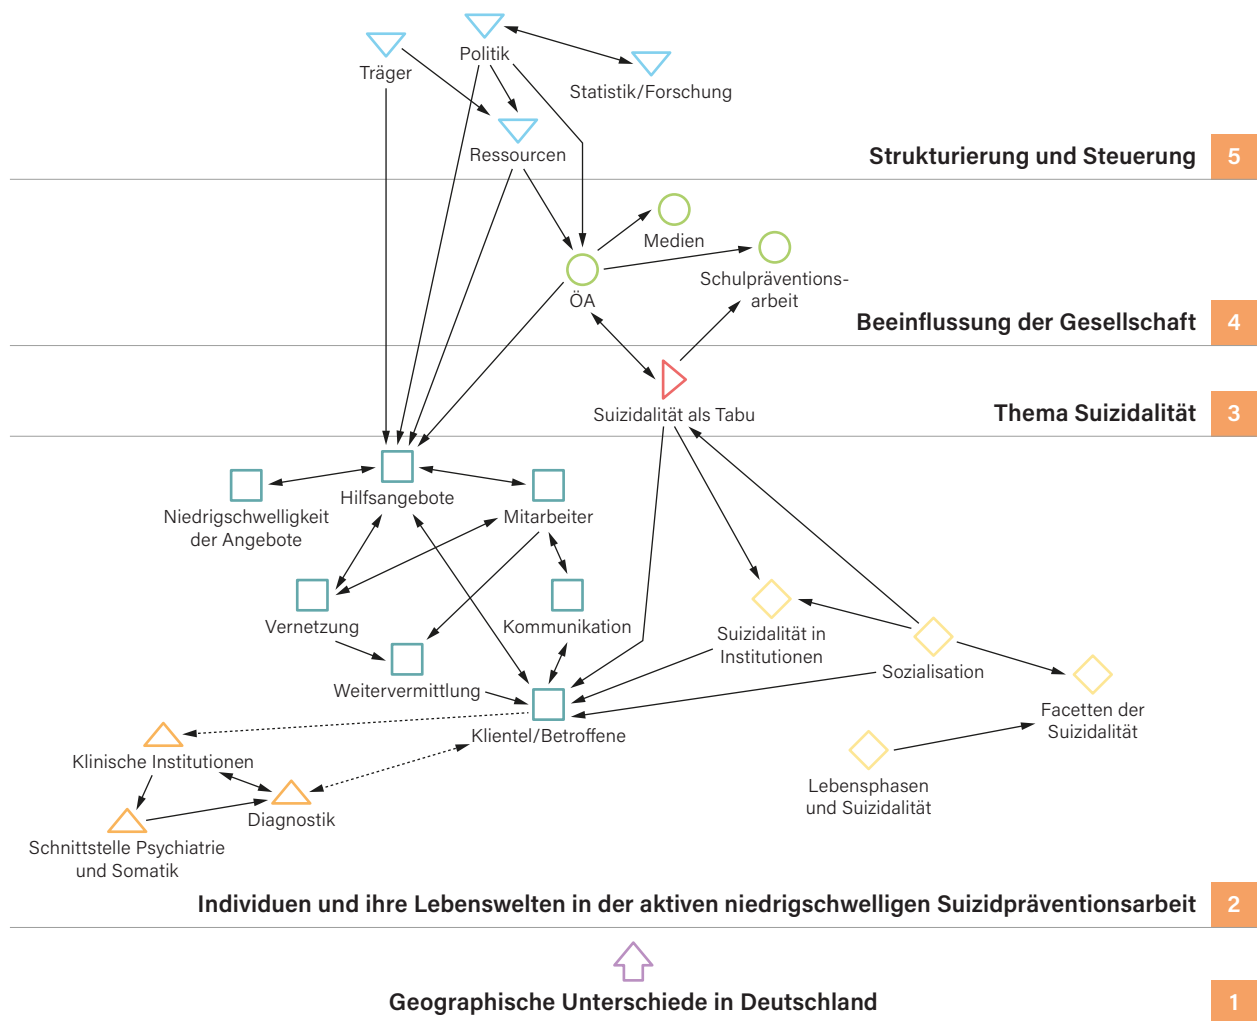 Politik
Träger
Statistik/Forschung
Ressourcen
Strukturierung und Steuerung 5
Medien
Schulpräventions-
arbeit
ÖA
Beeinflussung der Gesellschaft 4
Suizidalität als Tabu
Thema Suizidalität 3
Hilfsangebote
Niedrigschwelligkeit
der Angebote
Mitarbeiter
Vernetzung
Kommunikation
Suizidalität in
Institutionen
Sozialisation
Weitervermittlung
Facetten der
Suizidalität
Klientel/Betroffene
Klinische Institutionen
Lebensphasen
und Suizidalität
Diagnostik
Schnittstelle Psychiatrie
und Somatik
Individuen und ihre Lebenswelten in der aktiven niedrigschwelligen Suizidpräventionsarbeit 2
Geographische Unterschiede in Deutschland 1